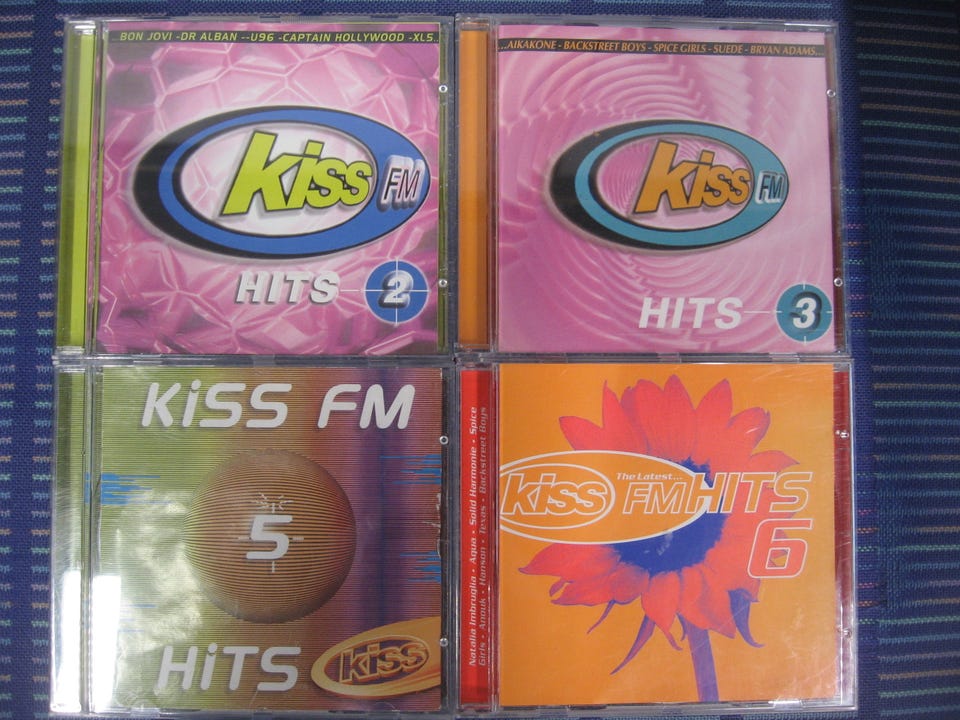 BON JOVI -DR ALBAN --U96 -CAPTAIN HOLLYWOOD -XL5..
kiss FM
HITS 2
...AIKAKONE - BACKSTREET BOYS - SPICE GIRLS - SUEDE - BRYAN ADAMS...
kiss FM
HITS 3
KiSS FM
5
HiTS kiss
Natalia Imbruglia • Aqua • Solid Harmonie • Spice
Girls • Anouk • Hanson • Texas • Backstreet Boys
The Latest...
kiss FM HITS
6